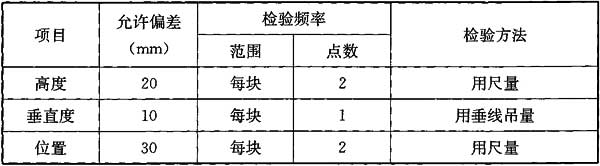 项目 允许偏差（mm） 检验频率 检验方法
范围 点数
高度 20 每块 2 用尺量
垂直度 10 每块 1 用垂线吊量
位置 30 每块 2 用尺量